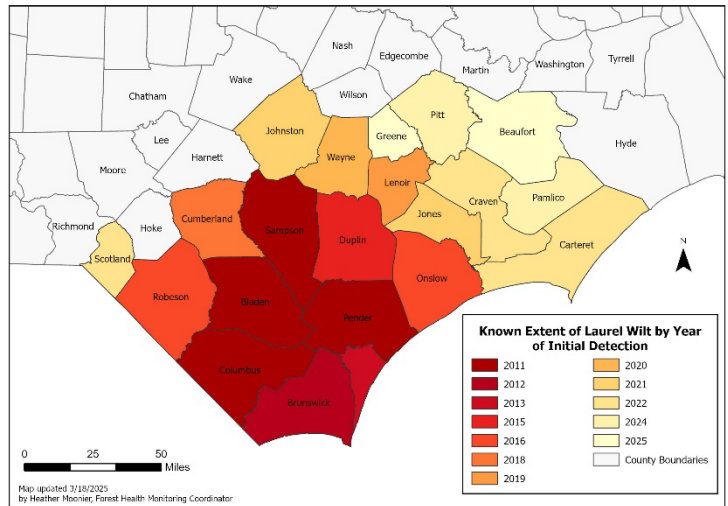 Nash
Edgecombe
Martin
Washington
Tyrrell
Wake
Wilson
Chatham
Pitt
Johnston
Greene
Beaufort
Lee
Wayne
Hyde
Harnett
Moore
Lenoir
Craven
Pamlico
Jones
Richmond
Hoke
Cumberland
Sampson
Duplin
Carteret
Scotland
Onslow
Robeson
Bladen
Pender
Columbus
Brunswick
N
Known Extent of Laurel Wilt by Year
of Initial Detection
2011
2012
2013
2015
2016
2018
2019
2020
2021
2022
2024
2025
County Boundaries
0 25 50
Miles
Map updated 3/18/2025
by Heather Moonier, Forest Health Monitoring Coordinator